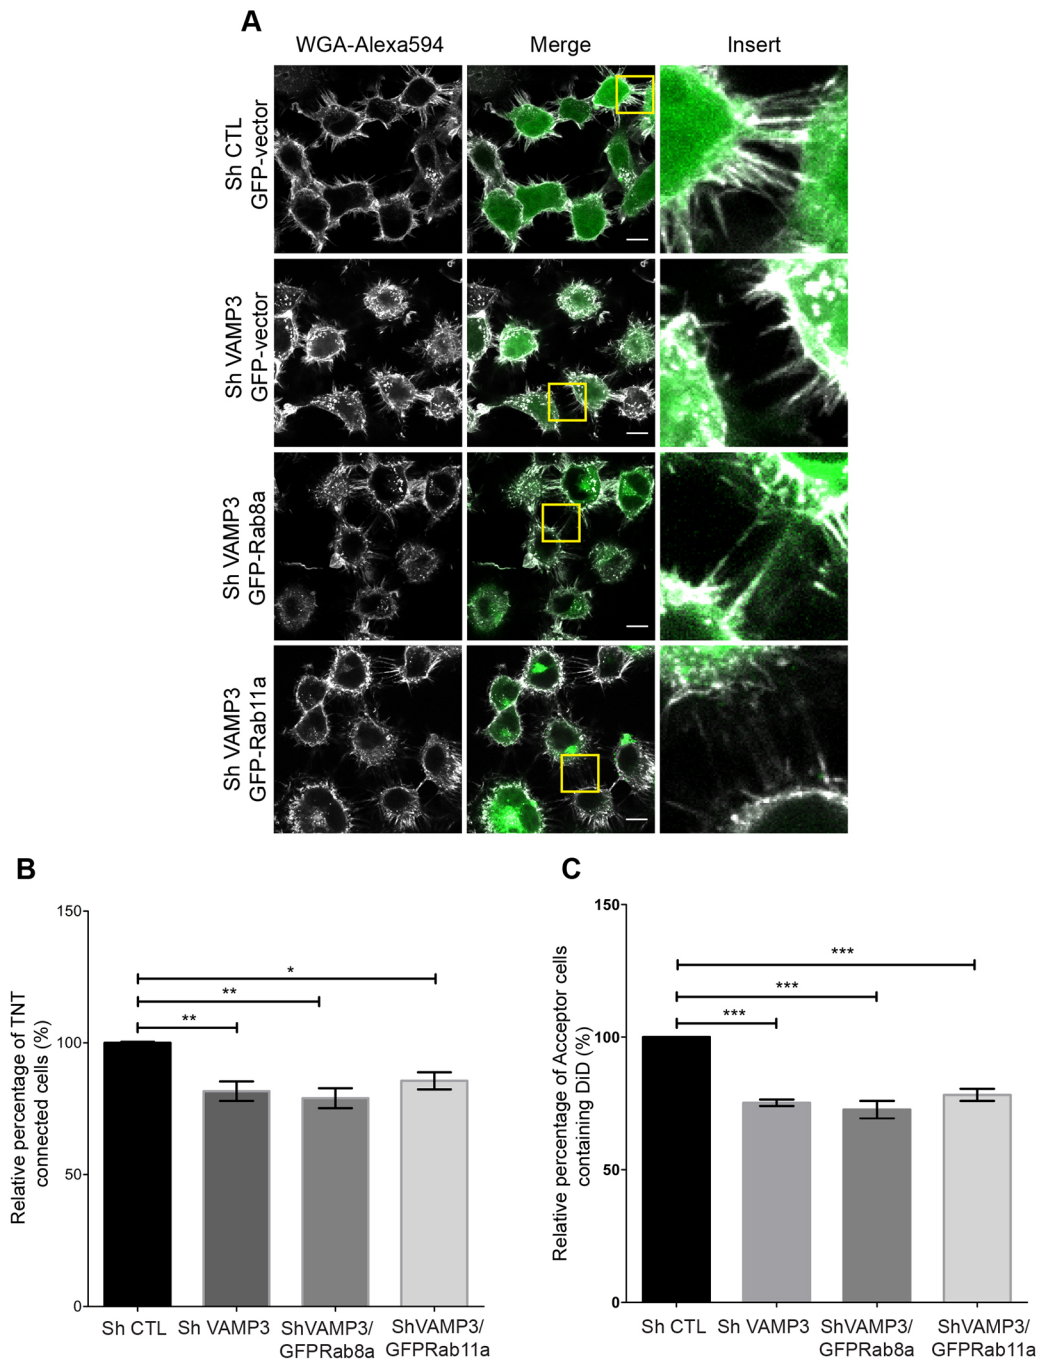 A
WGA-Alexa594 Merge Insert
Sh CTL
GFP-vector
Sh VAMP3
GFP-vector
Sh VAMP3
GFP-Rab8a
Sh VAMP3
GFP-Rab11a
B
Relative percentage of TNT
connected cells (%)
150
100
50
0
*
**
**
Sh CTL Sh VAMP3 ShVAMP3/ ShVAMP3/
GFPRab8a GFPRab11a
C
Relative percentage of Acceptor cells
containing DiD (%)
150
100
50
0
***
***
***
Sh CTL Sh VAMP3 ShVAMP3/ ShVAMP3/
GFPRab8a GFPRab11a